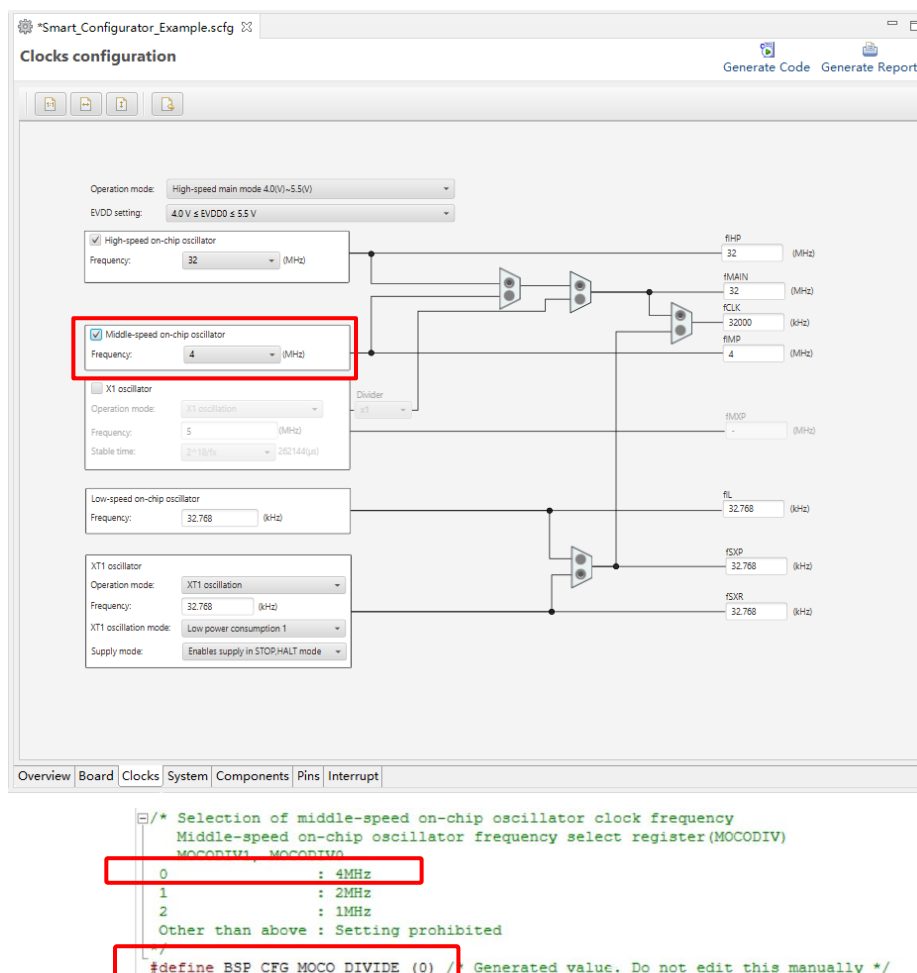 *Smart_Configurator_Example.scfg
Clocks configuration
Generate Code Generate Report
Operation mode: High-speed main mode 4.0(V)~5.5(V)
EVDD setting: 4.0 V ≤ EVDD0 ≤ 5.5 V
High-speed on-chip oscillator
Frequency: 32 (MHz)
fIHP
32 (MHz)
fMAIN
32 (MHz)
fCLK
32000 (kHz)
Middle-speed on-chip oscillator
Frequency: 4 (MHz)
fIMP
4 (MHz)
X1 oscillator
Operation mode: X1 oscillation
Frequency: 5 (MHz)
Stable time: 2^18/fx 262144(μs)
Divider
x1
fMXP
- (MHz)
Low-speed on-chip oscillator
Frequency: 32.768 (kHz)
fIL
32.768 (kHz)
XT1 oscillator
Operation mode: XT1 oscillation
Frequency: 32.768 (kHz)
XT1 oscillation mode: Low power consumption 1
Supply mode: Enables supply in STOP,HALT mode
fSXP
32.768 (kHz)
fSXR
32.768 (kHz)
Overview Board Clocks System Components Pins Interrupt
/* Selection of middle-speed on-chip oscillator clock frequency
Middle-speed on-chip oscillator frequency select register(MOCODIV)
MOCODIV1, MOCODIV0
0 : 4MHz
1 : 2MHz
2 : 1MHz
Other than above : Setting prohibited
*/
#define BSP_CFG_MOCO_DIVIDE (0) /* Generated value. Do not edit this manually */